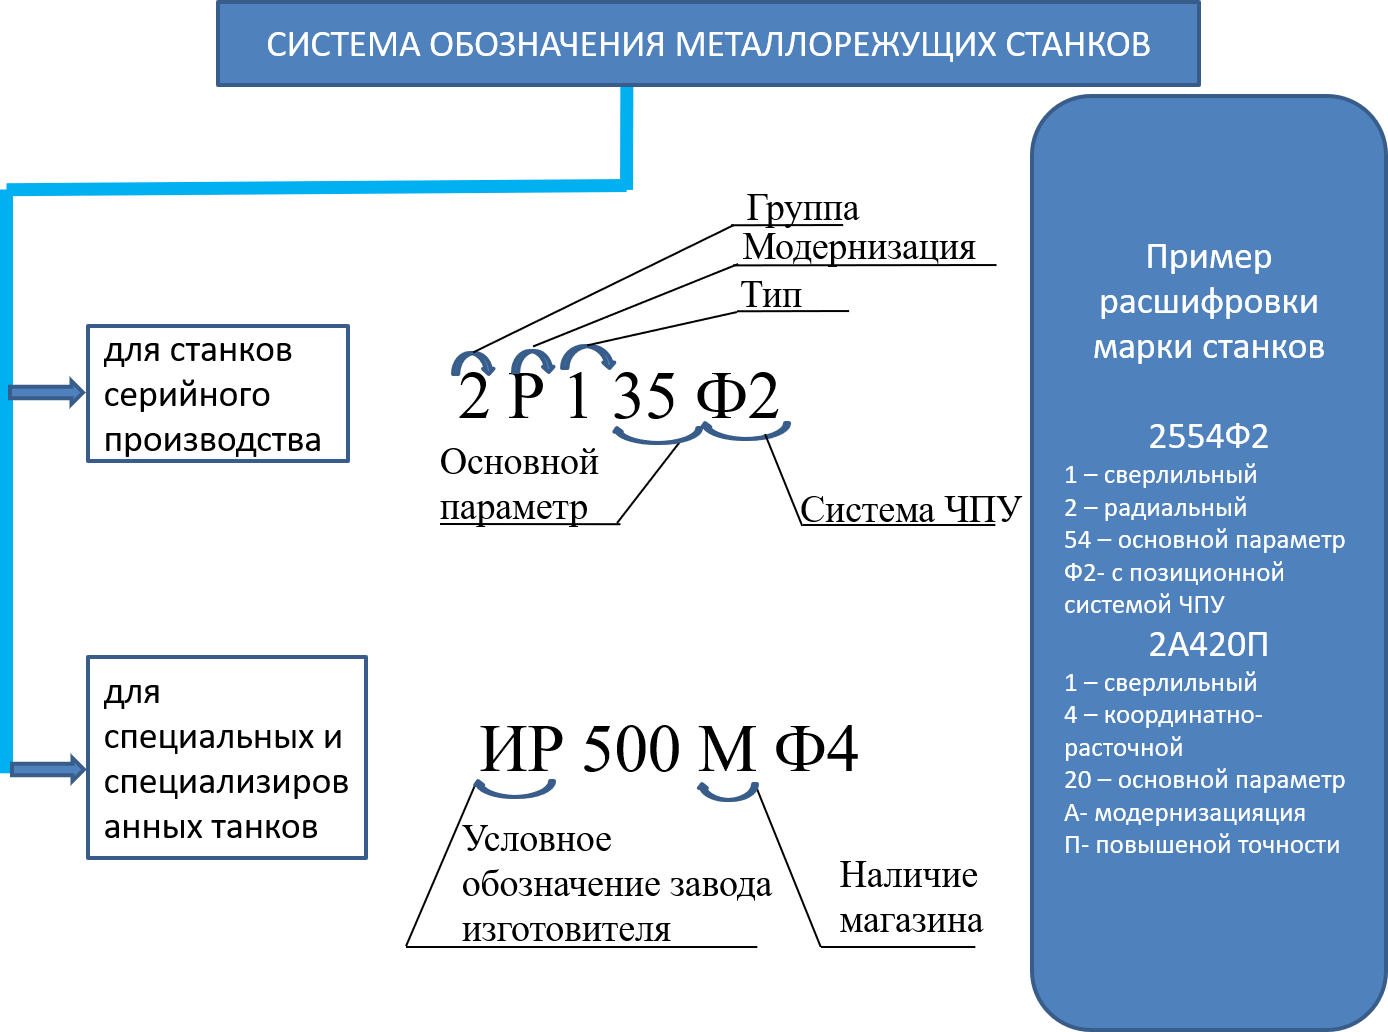 СИСТЕМА ОБОЗНАЧЕНИЯ МЕТАЛЛОРЕЖУЩИХ СТАНКОВ
для станков
серийного
производства
Группа
Модернизация
Тип
2 Р 1 35 Ф2
Основной
параметр
Система ЧПУ
для
специальных и
специализиров
анных танков
ИР 500 М Ф4
Условное
обозначение завода
изготовителя
Наличие
магазина
Пример
расшифровки
марки станков
2554Ф2
1 – сверлильный
2 – радиальный
54 – основной параметр
Ф2- с позиционной
системой ЧПУ
2А420П
1 – сверлильный
4 – координатно-
расточной
20 – основной параметр
А- модернизацияция
П- повышеной точности